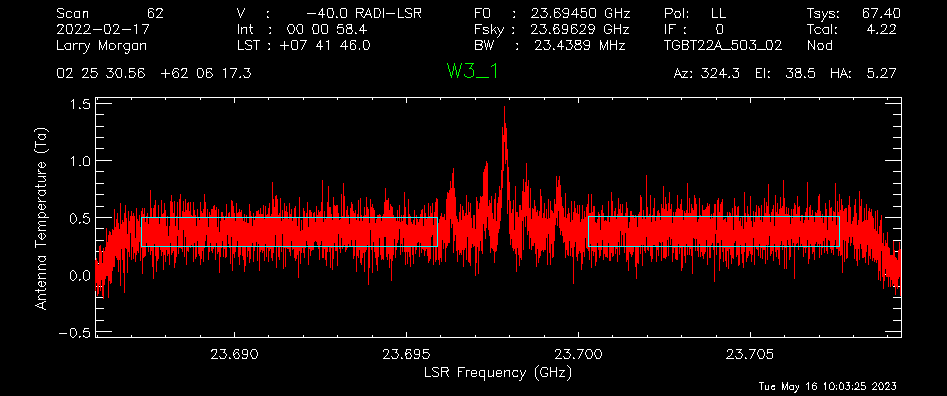 Scan 62 V : -40.0 RADI-LSR F0 : 23.69450 GHz Pol: LL Tsys: 67.40
2022-02-17 Int : 00 00 58.4 Fsky : 23.69629 GHz IF : 0 Tcal: 4.22
Larry Morgan LST : +07 41 46.0 BW : 23.4389 MHz TGBT22A_503_02 Nod
02 25 30.56 +62 06 17.3 W3_1 Az: 324.3 El: 38.5 HA: 5.27
1.5
1.0
0.5
0.0
-0.5
Antenna Temperature (Ta)
23.690 23.695 23.700 23.705
LSR Frequency (GHz)
Tue May 16 10:03:25 2023